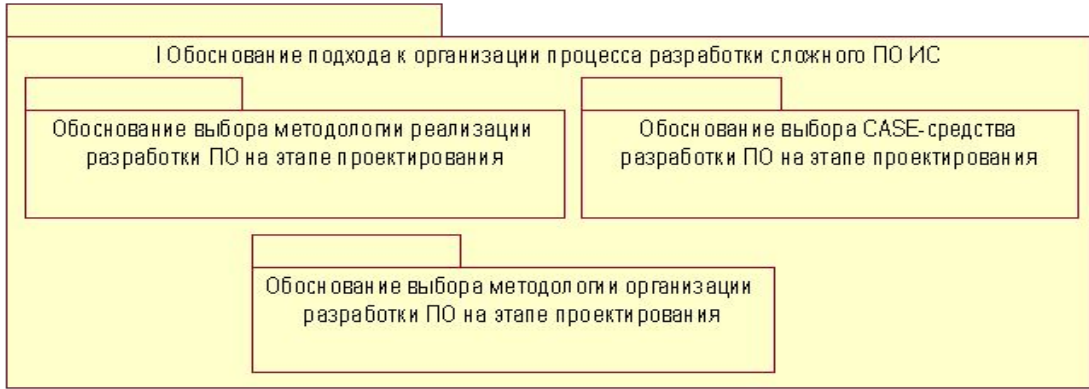 I Обоснование подхода к организации процесса разработки сложного ПО ИС
Обоснование выбора методологии реализации
разработки ПО на этапе проектирования
Обоснование выбора CASE-средства
разработки ПО на этапе проектирования
Обоснование выбора методологии организации
разработки ПО на этапе проектирования